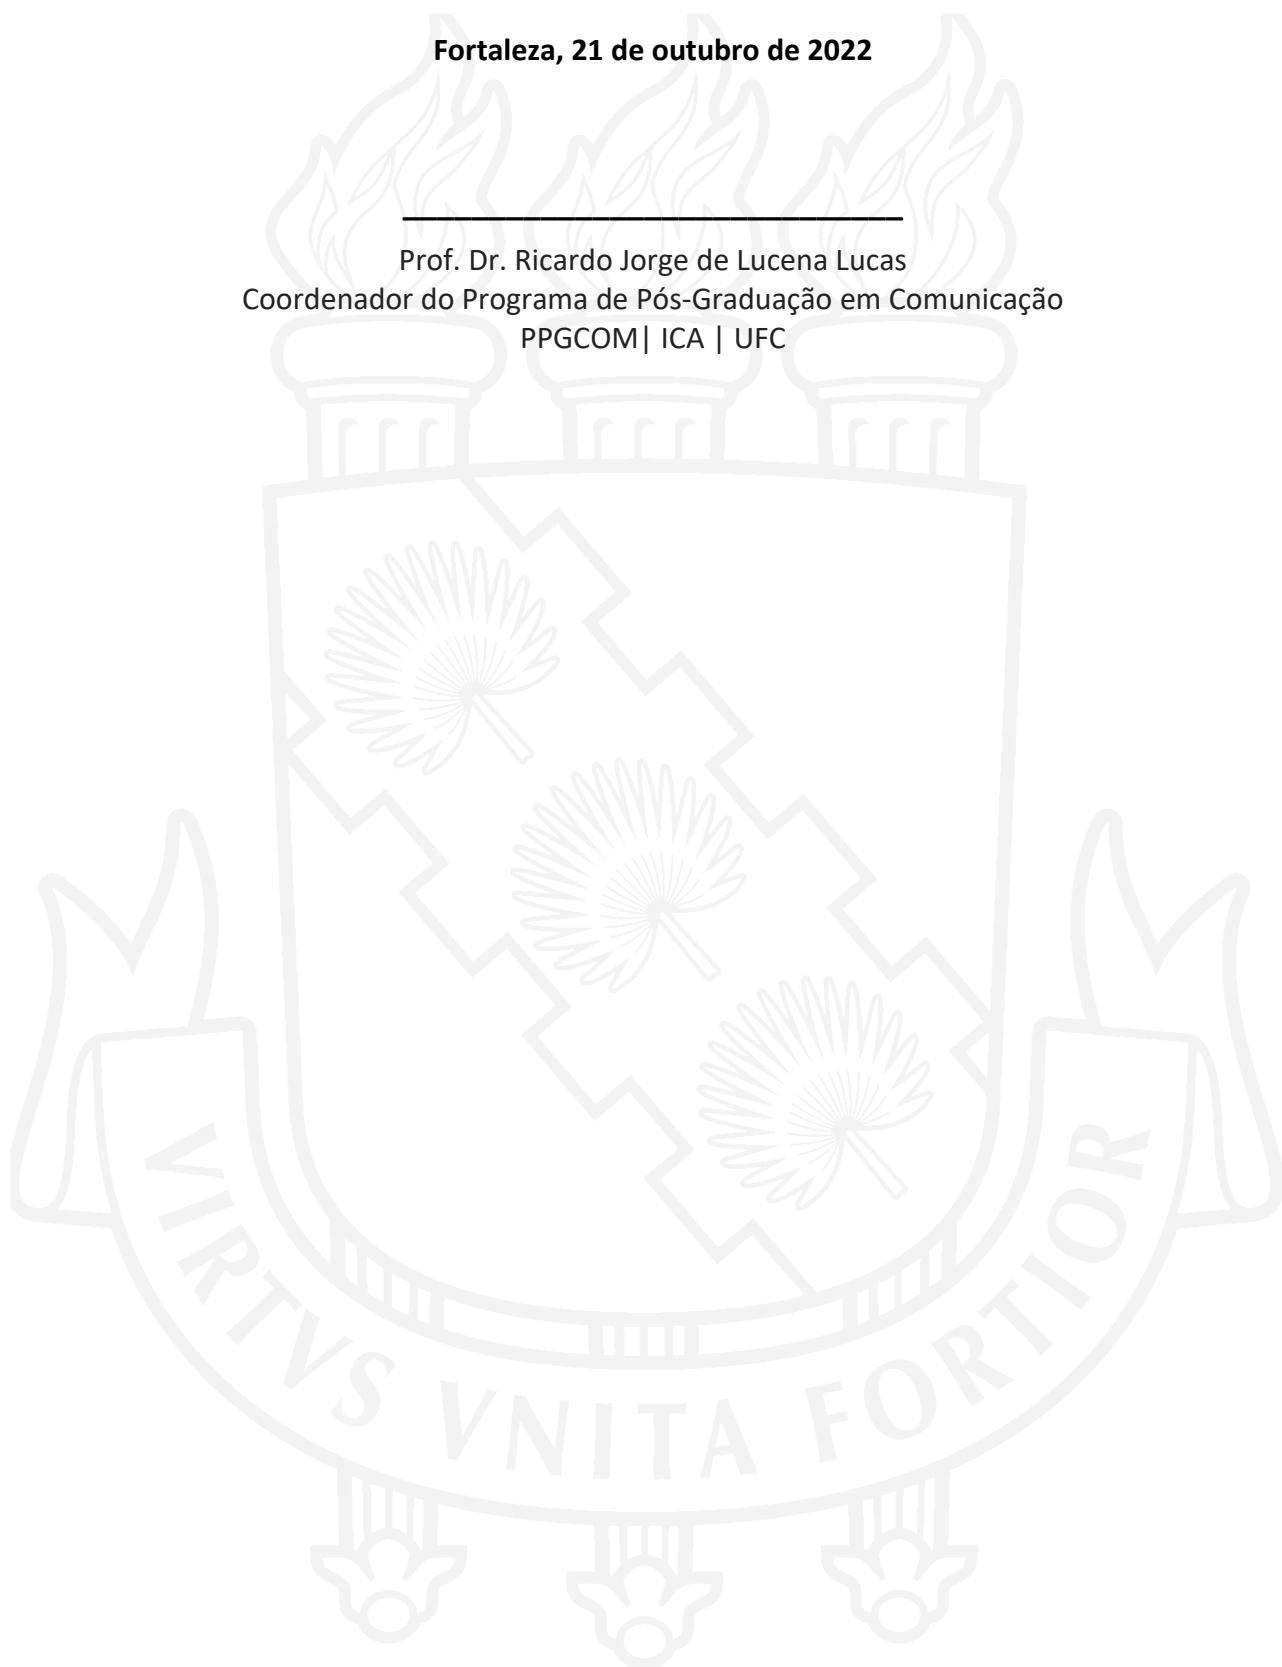 Fortaleza, 21 de outubro de 2022
Prof. Dr. Ricardo Jorge de Lucena Lucas
Coordenador do Programa de Pós-Graduação em Comunicação
PPGCOM| ICA | UFC
VIRTVS VNITA FORTIOR